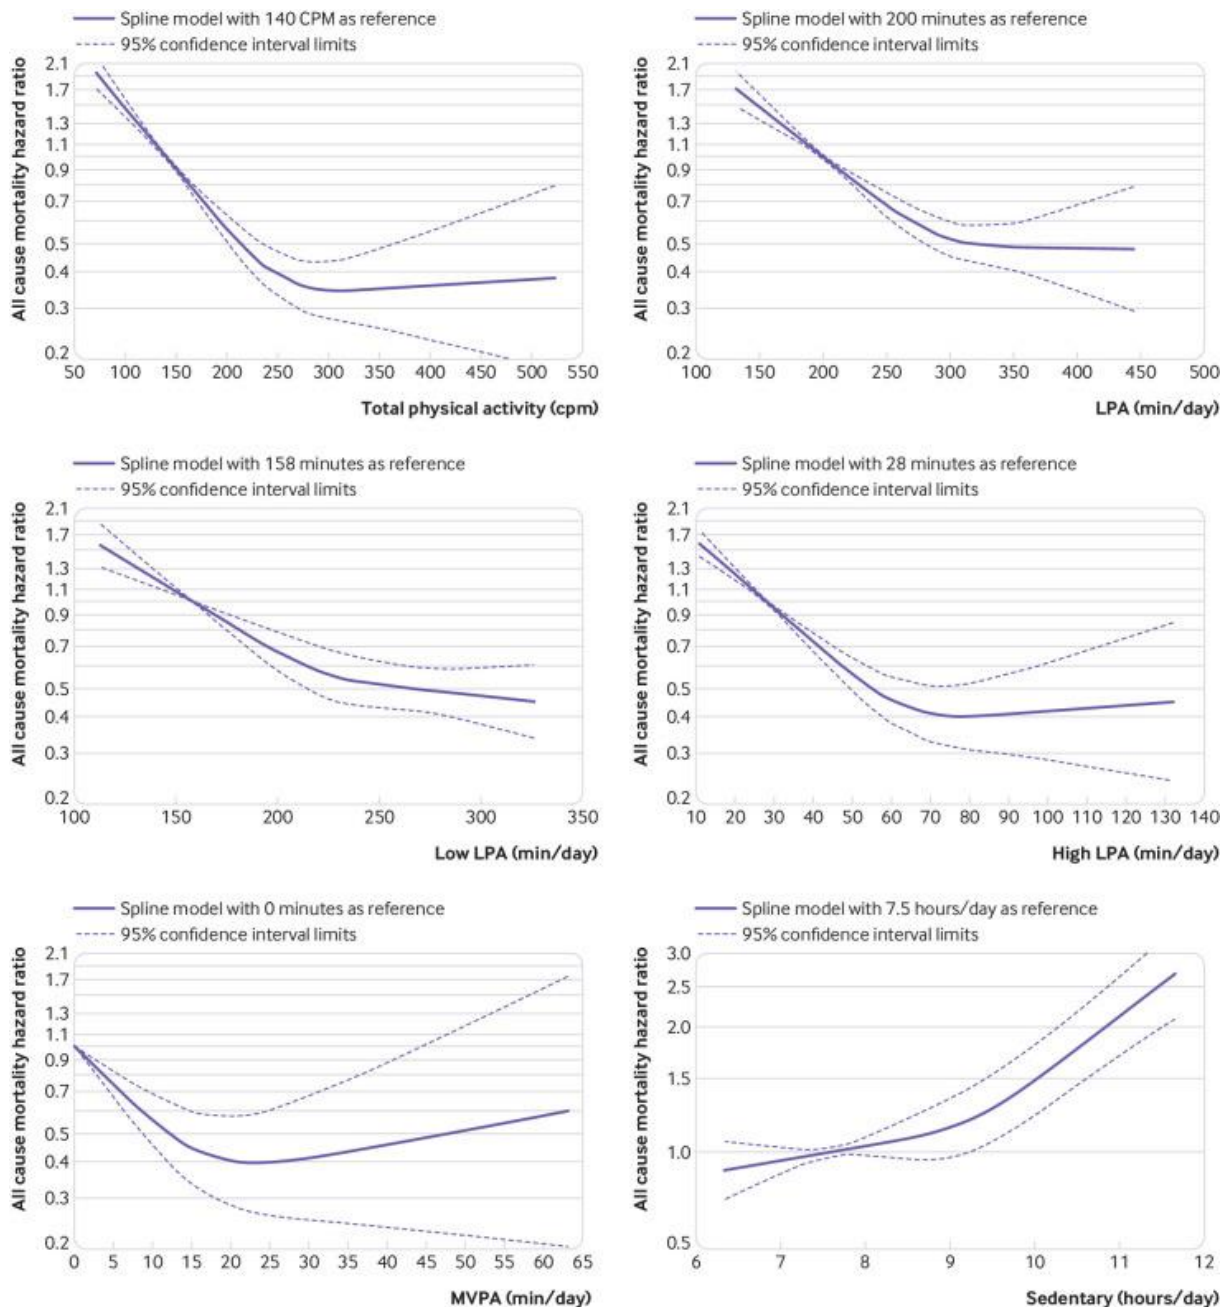 Spline model with 140 CPM as reference
95% confidence interval limits
All cause mortality hazard ratio
2.1
1.7
1.3
1.1
0.9
0.7
0.5
0.4
0.3
0.2
50 100 150 200 250 300 350 400 450 500 550
Total physical activity (cpm)
Spline model with 200 minutes as reference
95% confidence interval limits
All cause mortality hazard ratio
2.1
1.7
1.3
1.1
0.9
0.7
0.5
0.4
0.3
0.2
100 150 200 250 300 350 400 450 500
LPA (min/day)
Spline model with 158 minutes as reference
95% confidence interval limits
All cause mortality hazard ratio
2.1
1.7
1.3
1.1
0.9
0.7
0.5
0.4
0.3
0.2
100 150 200 250 300 350
Low LPA (min/day)
Spline model with 28 minutes as reference
95% confidence interval limits
All cause mortality hazard ratio
2.1
1.7
1.3
1.1
0.9
0.7
0.5
0.4
0.3
0.2
10 20 30 40 50 60 70 80 90 100 110 120 130 140
High LPA (min/day)
Spline model with 0 minutes as reference
95% confidence interval limits
All cause mortality hazard ratio
2.1
1.7
1.3
1.1
0.9
0.7
0.5
0.4
0.3
0.2
0 5 10 15 20 25 30 35 40 45 50 55 60 65
MVPA (min/day)
Spline model with 7.5 hours/day as reference
95% confidence interval limits
All cause mortality hazard ratio
3.0
2.5
2.0
1.5
1.0
0.5
6 7 8 9 10 11 12
Sedentary (hours/day)